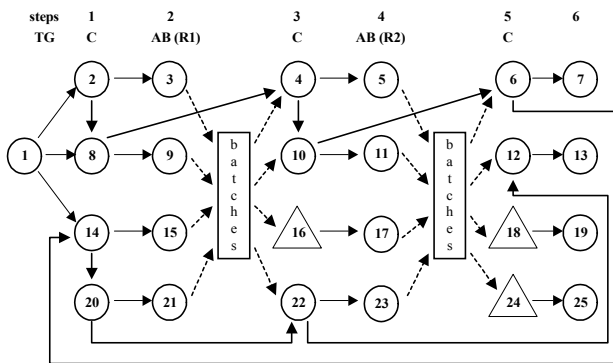 steps 1 2 3 4 5 6
TG C AB (R1) C AB (R2) C
2 3 4 5 6 7
1 8 9 10 11 12 13
batches batches
14 15 16 17 18 19
20 21 22 23 24 25